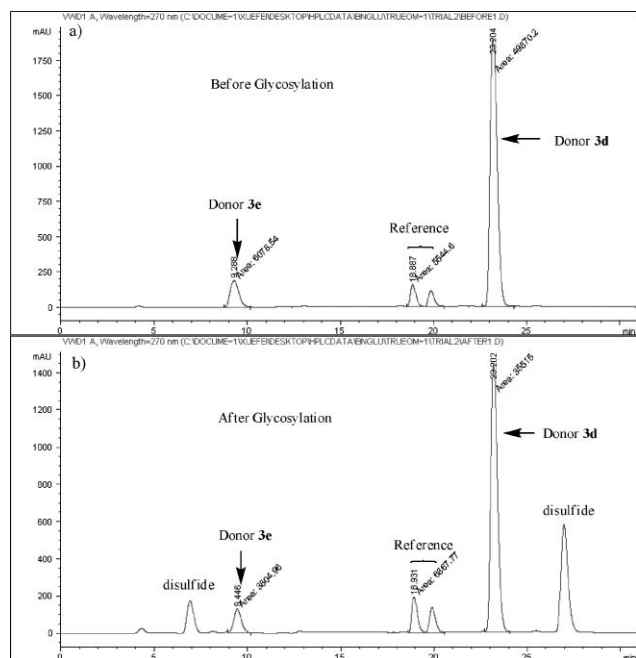 VWD1 A, Wavelength=270 nm (C:\DOCUME~1\XUEFEI\DESKTOP\HPLCDATA\BINGLU\TRUEOM~1\TRIAL2\BEFORE1.D)
mAU
a)
23.204
Area: 49870.2
1750
1500
Before Glycosylation
1250
Donor 3d
1000
750
Donor 3e
500
Reference
9.288
Area: 6078.54
18.887
Area: 5544.6
250
0
0 5 10 15 20 25 min
VWD1 A, Wavelength=270 nm (C:\DOCUME~1\XUEFEI\DESKTOP\HPLCDATA\BINGLU\TRUEOM~1\TRIAL2\AFTER1.D)
mAU
b)
23.202
Area: 35515
1400
1200
After Glycosylation
Donor 3d
1000
800
disulfide
600
Donor 3e
Reference
400
disulfide
9.446
Area: 3804.96
18.931
Area: 6867.77
200
0
0 5 10 15 20 25